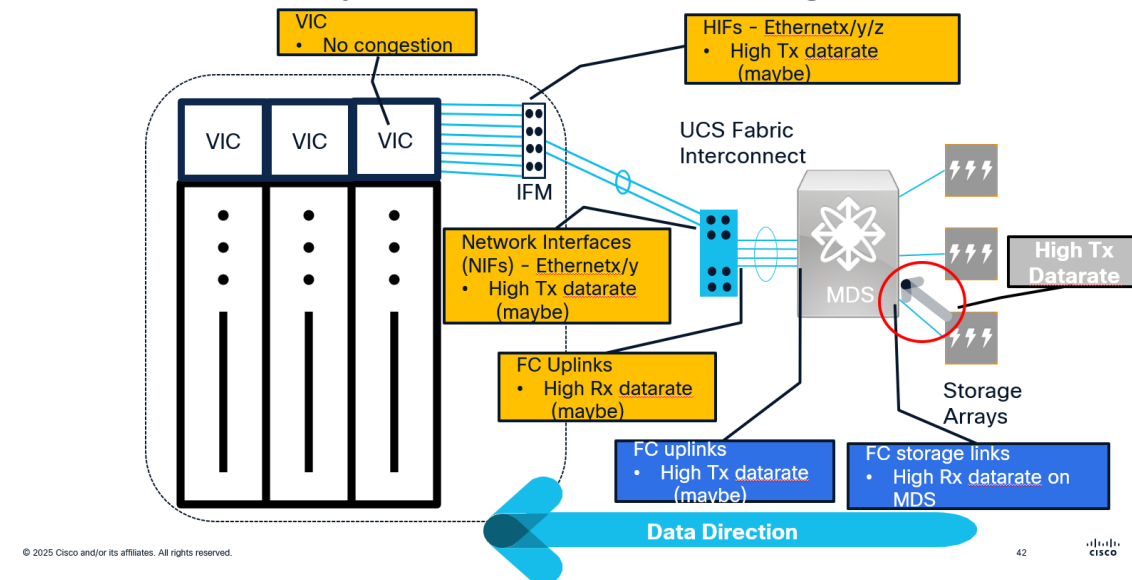 VIC
• No congestion
HIFs - Ethernetx/y/z
• High Tx datarate
(maybe)
VIC
VIC
VIC
IFM
UCS Fabric
Interconnect
Network Interfaces
(NIFs) - Ethernetx/y
• High Tx datarate
(maybe)
MDS
High Tx
Datarate
FC Uplinks
• High Rx datarate
(maybe)
Storage
Arrays
FC uplinks
• High Tx datarate
(maybe)
FC storage links
• High Rx datarate on
MDS
Data Direction
© 2025 Cisco and/or its affiliates. All rights reserved.
42
CISCO